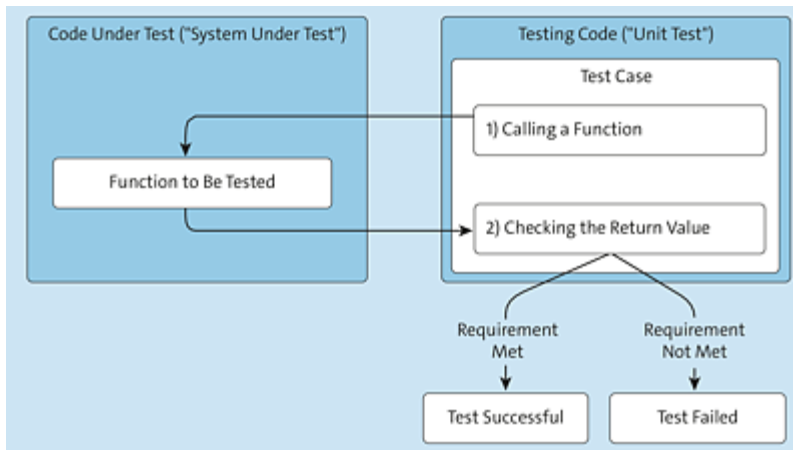 Code Under Test ("System Under Test")
Testing Code ("Unit Test")
Test Case
1) Calling a Function
Function to Be Tested
2) Checking the Return Value
Requirement
Met
Requirement
Not Met
Test Successful
Test Failed